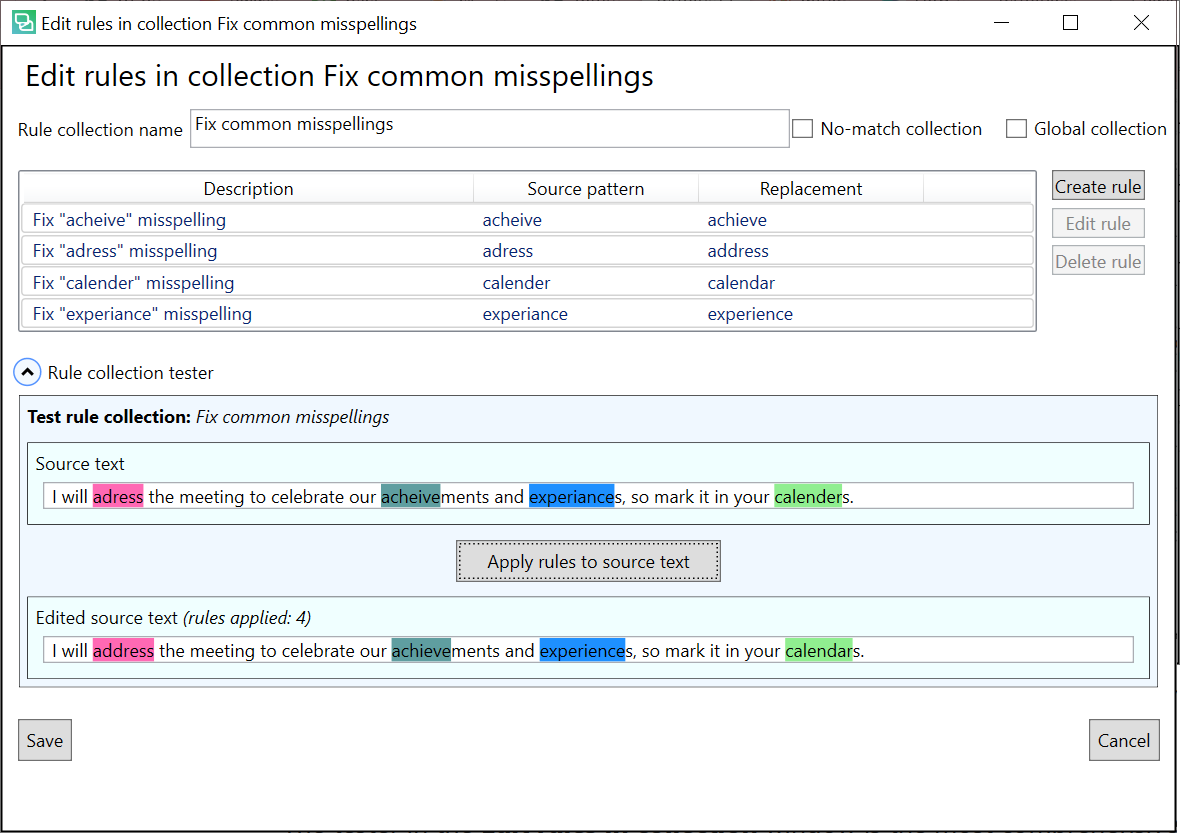 Edit rules in collection Fix common misspellings
Edit rules in collection Fix common misspellings
Rule collection name Fix common misspellings No-match collection Global collection
Description Source pattern Replacement Create rule
Fix "acheive" misspelling acheive achieve Edit rule
Fix "adress" misspelling adress address Delete rule
Fix "calender" misspelling calender calendar
Fix "experiance" misspelling experiance experience
Rule collection tester
Test rule collection: Fix common misspellings
Source text
I will adress the meeting to celebrate our acheivements and experiances, so mark it in your calenders.
Apply rules to source text
Edited source text (rules applied: 4)
I will address the meeting to celebrate our achievements and experiences, so mark it in your calendars.
Save Cancel